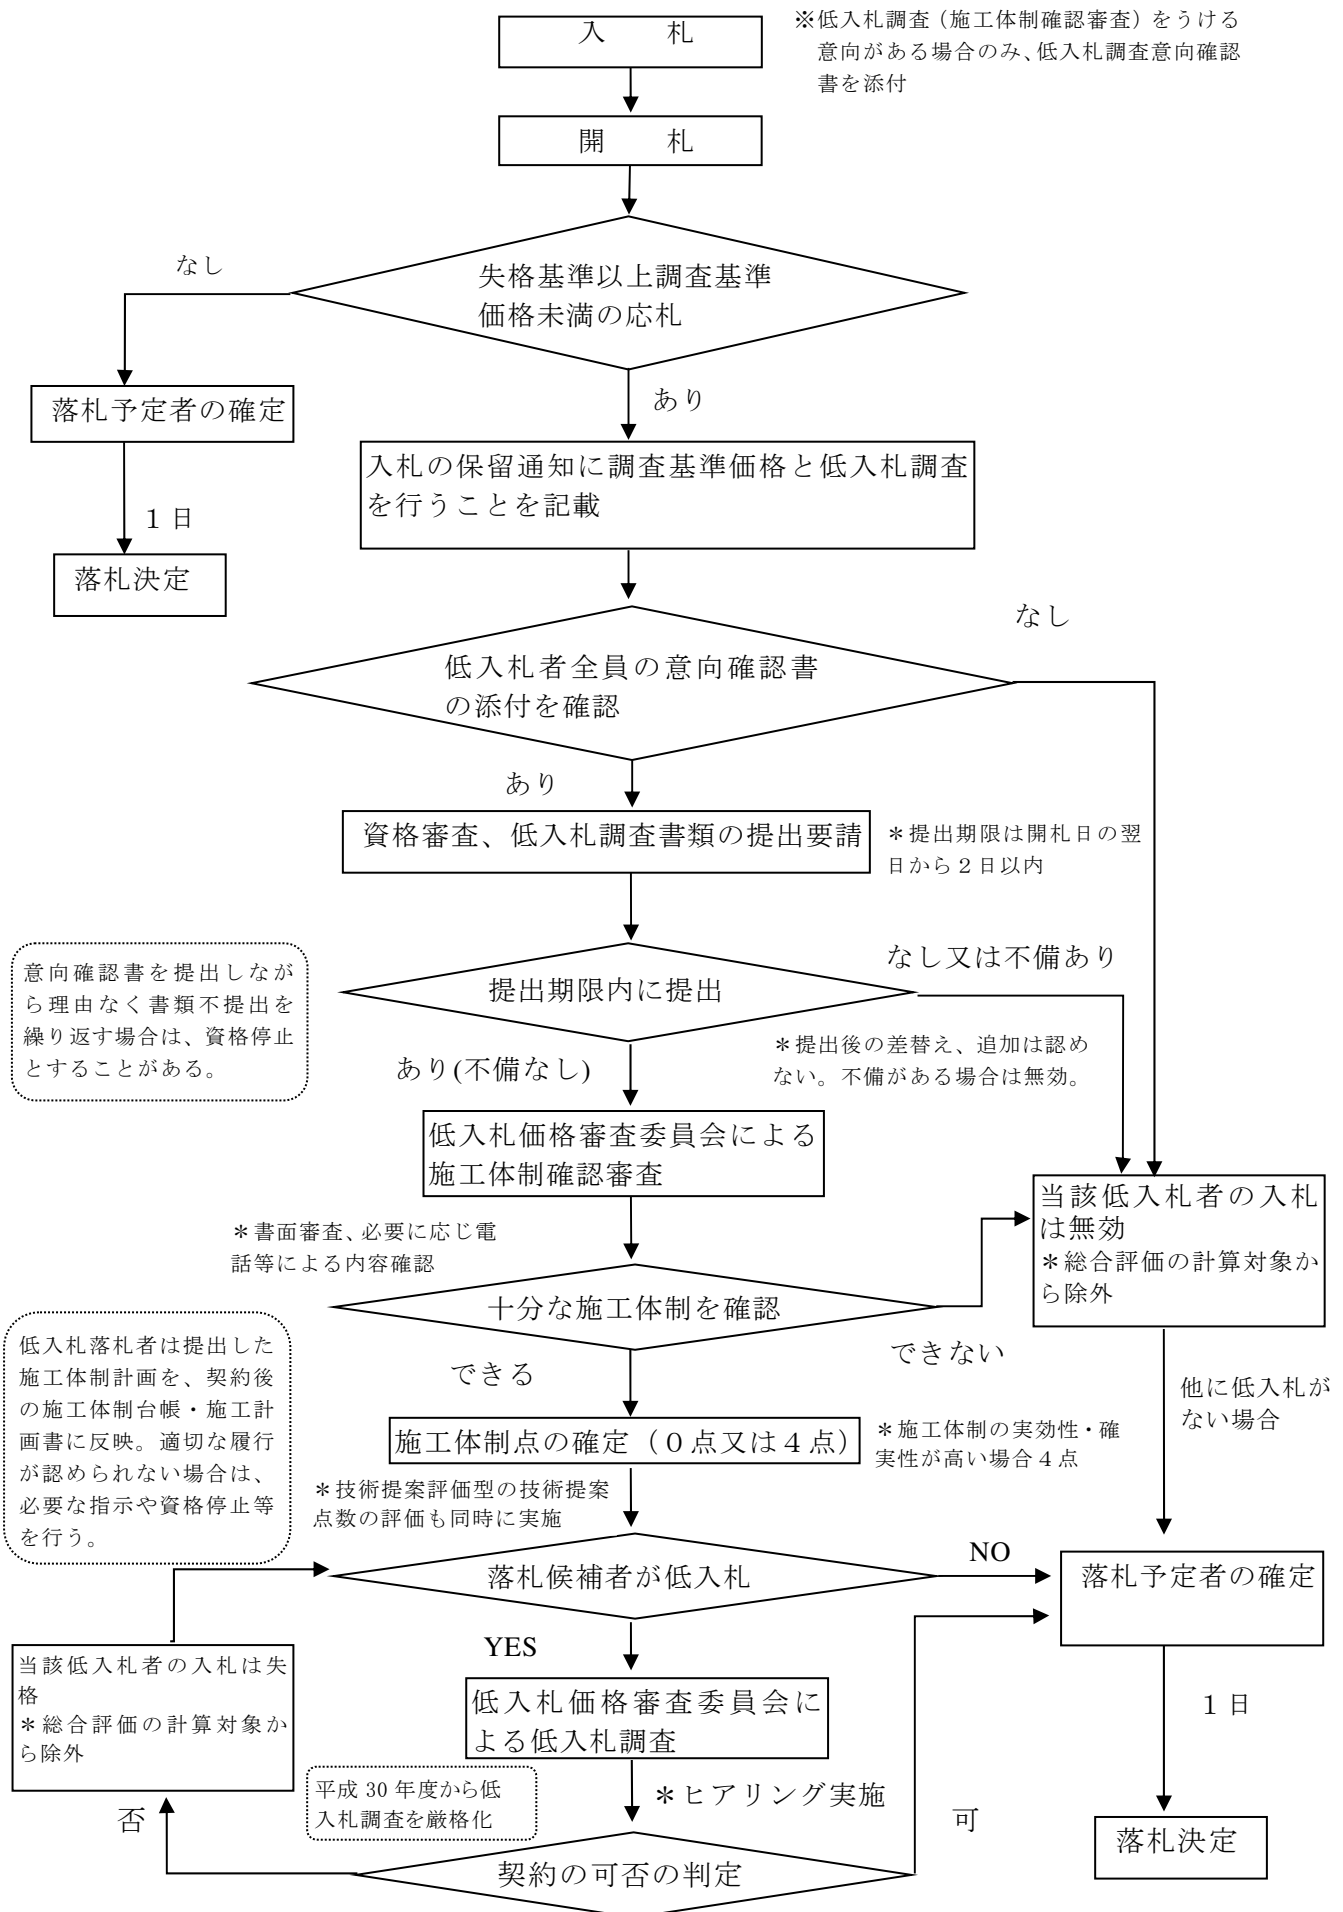 入　札
※低入札調査（施工体制確認審査）をうける
意向がある場合のみ、低入札調査意向確認
書を添付
開　札
失格基準以上調査基準
価格未満の応札
なし
あり
落札予定者の確定
1 日
落札決定
入札の保留通知に調査基準価格と低入札調査
を行うことを記載
低入札者全員の意向確認書
の添付を確認
なし
あり
資格審査、低入札調査書類の提出要請
＊提出期限は開札日の翌
日から２日以内
意向確認書を提出しなが
ら理由なく書類不提出を
繰り返す場合は、資格停止
とすることがある。
提出期限内に提出
なし又は不備あり
＊提出後の差替え、追加は認め
ない。不備がある場合は無効。
あり(不備なし)
低入札価格審査委員会による
施工体制確認審査
当該低入札者の入札
は無効
＊総合評価の計算対象か
ら除外
＊書面審査、必要に応じ電
話等による内容確認
十分な施工体制を確認
できない
できる
低入札落札者は提出した
施工体制計画を、契約後
の施工体制台帳・施工計
画書に反映。適切な履行
が認められない場合は、
必要な指示や資格停止等
を行う。
他に低入札が
ない場合
施工体制点の確定（０点又は４点）
＊施工体制の実効性・確
実性が高い場合４点
＊技術提案評価型の技術提案
点数の評価も同時に実施
落札候補者が低入札
NO
落札予定者の確定
YES
当該低入札者の入札は失
格
＊総合評価の計算対象か
ら除外
低入札価格審査委員会に
よる低入札調査
1 日
平成 30 年度から低
入札調査を厳格化
＊ヒアリング実施
否
可
落札決定
契約の可否の判定